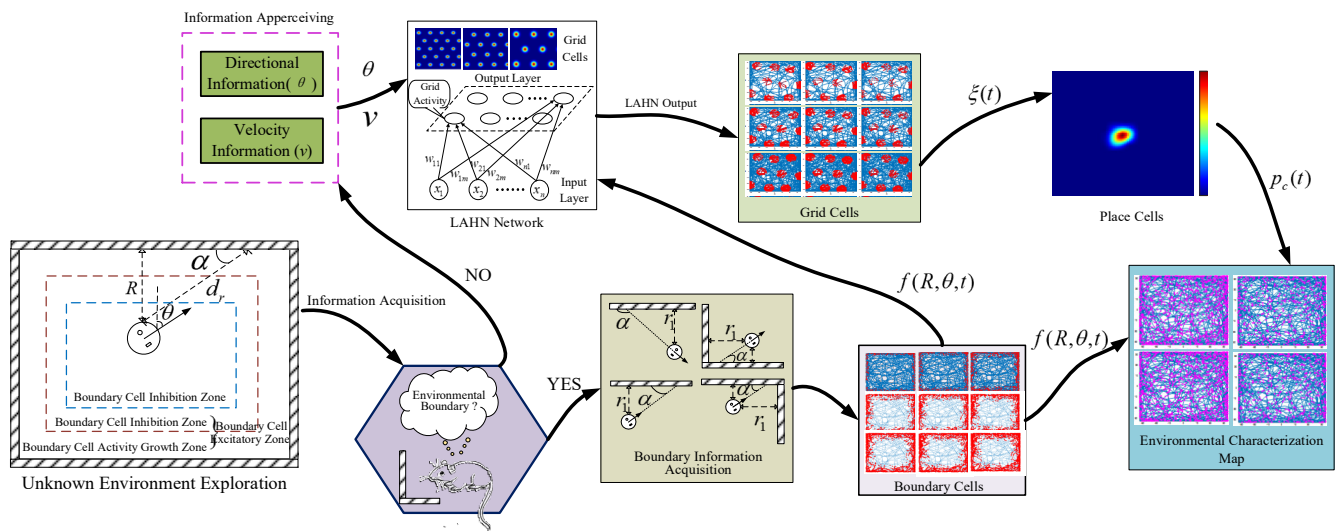 Information Apperceiving
Directional
Information( θ )
Velocity
Information (v)
θ
v
Grid
Cells
Output Layer
Grid
Activity
w11
w1m
w21
w2m
wn1
wnm
x1
x2
xn
Input
Layer
LAHN Network
LAHN Output
Grid Cells
ξ(t)
Place Cells
pc(t)
R
α
dr
θ
Boundary Cell Inhibition Zone
Boundary Cell Inhibition Zone
Boundary Cell Activity Growth Zone
Boundary Cell
Excitatory Zone
Unknown Environment Exploration
Information Acquisition
NO
YES
Environmental
Boundary ?
α
r1
r1
α
r1
α
α
r1
Boundary Information
Acquisition
f(R,θ,t)
Boundary Cells
f(R,θ,t)
Environmental Characterization
Map